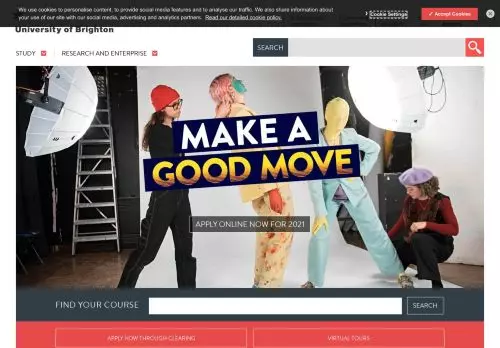 We use cookies to personalise content, to provide social media features and to analyse our traffic. We also share information about
your use of our site with our social media, advertising and analytics partners. Read our detailed cookie policy.
Cookie Settings
✓ Accept Cookies
University of Brighton
STUDY
RESEARCH AND ENTERPRISE
SEARCH
MAKE A
GOOD MOVE
APPLY ONLINE NOW FOR 2021
FIND YOUR COURSE
SEARCH
APPLY NOW THROUGH CLEARING
VIRTUAL TOURS